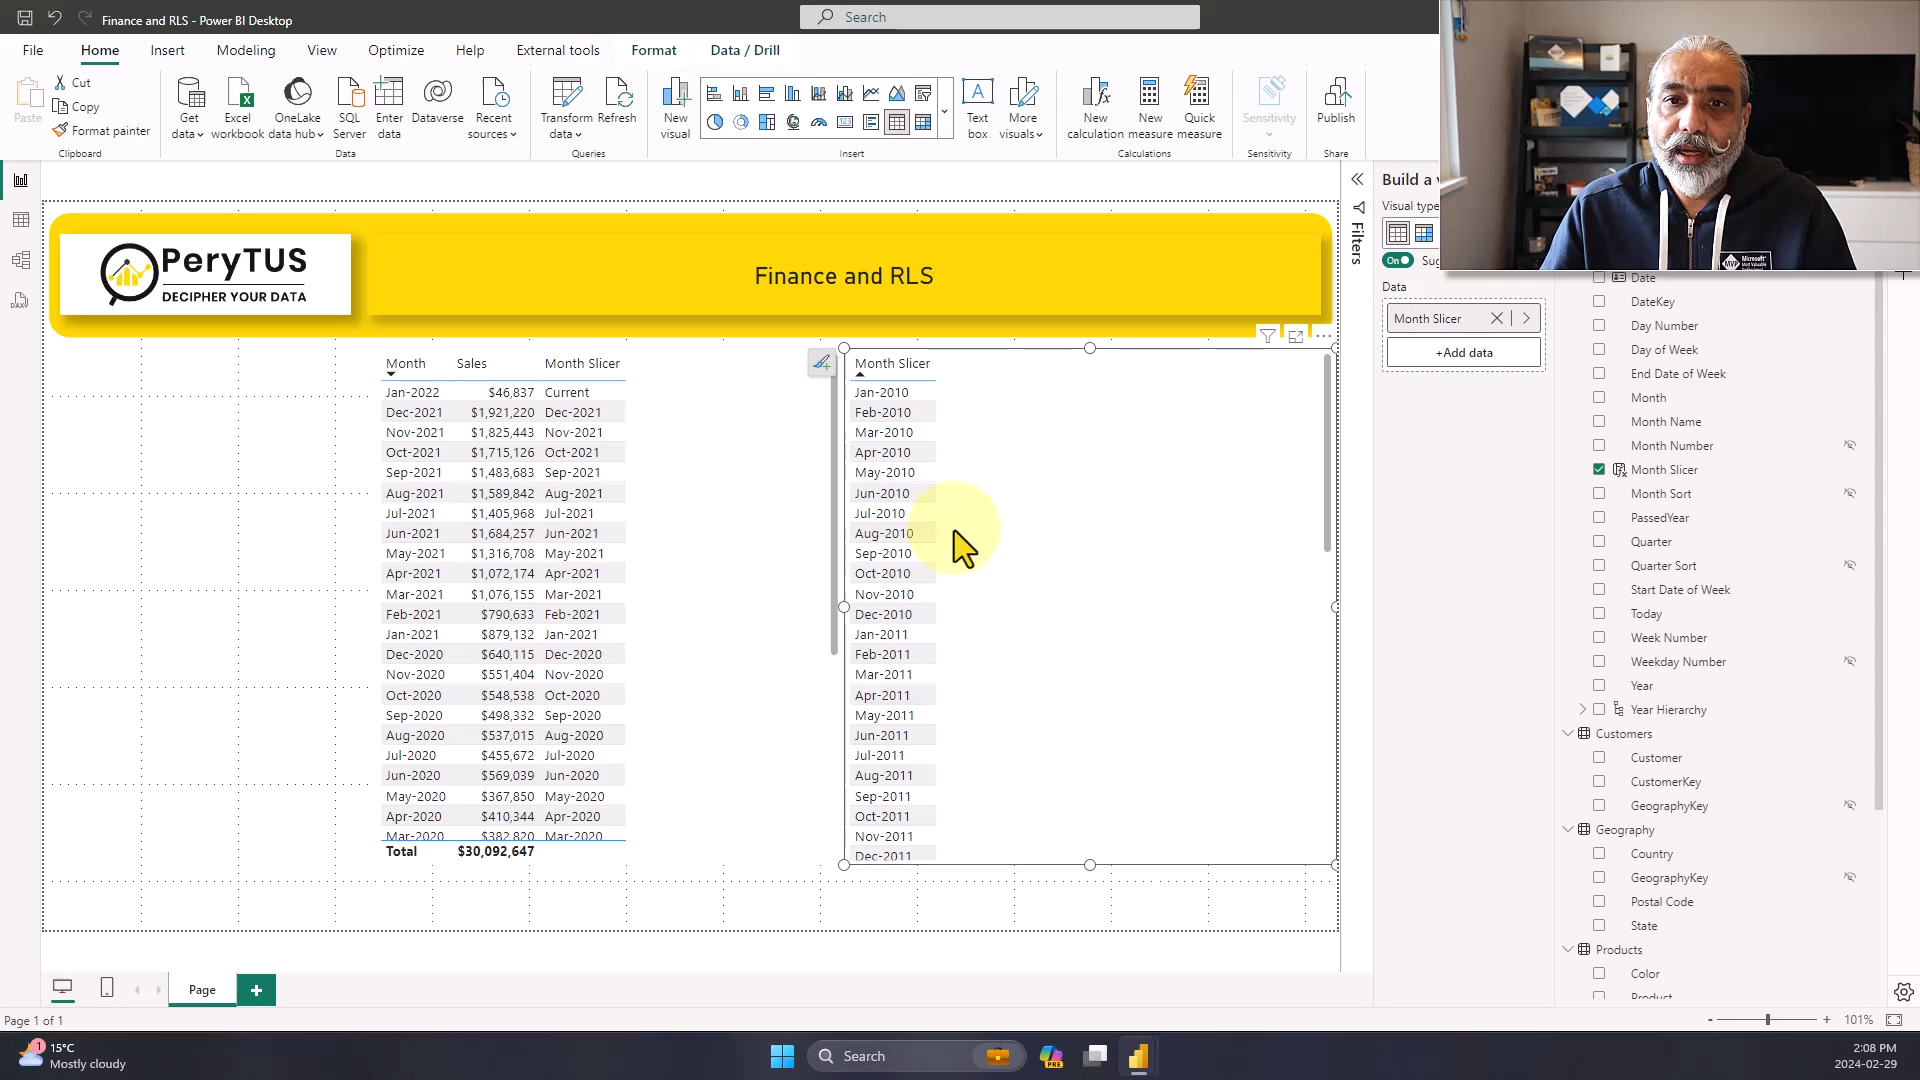 Finance and RLS - Power BI Desktop
Search
File Home Insert Modeling View Optimize Help External tools Format Data / Drill
Paste
Cut
Copy
Format painter
Clipboard
Get data
Excel workbook
OneLake data hub
SQL Server
Enter data
Dataverse
Recent sources
Data
Transform data
Refresh
Queries
New visual
Text box
More visuals
Insert
New calculation
New measure
Quick measure
Calculations
Sensitivity
Sensitivity
Publish
Share
PeryTUS
DECIPHER YOUR DATA
Finance and RLS
Month Sales Month Slicer
Jan-2022 $46,837 Current
Dec-2021 $1,921,220 Dec-2021
Nov-2021 $1,825,443 Nov-2021
Oct-2021 $1,715,126 Oct-2021
Sep-2021 $1,483,683 Sep-2021
Aug-2021 $1,589,842 Aug-2021
Jul-2021 $1,405,968 Jul-2021
Jun-2021 $1,684,257 Jun-2021
May-2021 $1,316,708 May-2021
Apr-2021 $1,072,174 Apr-2021
Mar-2021 $1,076,155 Mar-2021
Feb-2021 $790,633 Feb-2021
Jan-2021 $879,132 Jan-2021
Dec-2020 $640,115 Dec-2020
Nov-2020 $551,404 Nov-2020
Oct-2020 $548,538 Oct-2020
Sep-2020 $498,332 Sep-2020
Aug-2020 $537,015 Aug-2020
Jul-2020 $455,672 Jul-2020
Jun-2020 $569,039 Jun-2020
May-2020 $367,850 May-2020
Apr-2020 $410,344 Apr-2020
Mar-2020 $382,820 Mar-2020
Total $30,092,647
Month Slicer
Jan-2010
Feb-2010
Mar-2010
Apr-2010
May-2010
Jun-2010
Jul-2010
Aug-2010
Sep-2010
Oct-2010
Nov-2010
Dec-2010
Jan-2011
Feb-2011
Mar-2011
Apr-2011
May-2011
Jun-2011
Jul-2011
Aug-2011
Sep-2011
Oct-2011
Nov-2011
Dec-2011
Filters
Build a v
Visual type
On Sug
Data
Month Slicer
+Add data
MVP Microsoft
Date
DateKey
Day Number
Day of Week
End Date of Week
Month
Month Name
Month Number
Month Slicer
Month Sort
PassedYear
Quarter
Quarter Sort
Start Date of Week
Today
Week Number
Weekday Number
Year
Year Hierarchy
Customers
Customer
CustomerKey
GeographyKey
Geography
Country
GeographyKey
Postal Code
State
Products
Color
Product
Page
Page 1 of 1
- + 101%
1
15°C
Mostly cloudy
Search
PRE
2:08 PM
2024-02-29